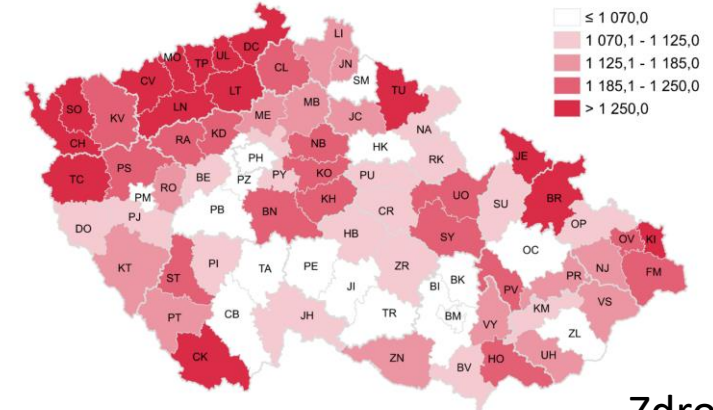 ≤ 1 070,0
1 070,1 - 1 125,0
1 125,1 - 1 185,0
1 185,1 - 1 250,0
> 1 250,0
LI
DC
UL
MO
TP
CL
JN
SM
CV
LT
TU
SO
KV
LN
ME
MB
JC
NA
CH
RA
KD
NB
HK
JE
PH
RK
TC
PS
RO
BE
PZ
PY
KO
PU
BR
PM
KH
UO
SU
DO
PJ
PB
BN
CR
OP
HB
SY
OV
KI
OC
KT
ST
PI
TA
PE
ZR
PR
NJ
FM
JI
BI
BK
PV
PT
CB
JH
TR
BM
VY
KM
VS
ZL
CK
ZN
BV
HO
UH
Zdro